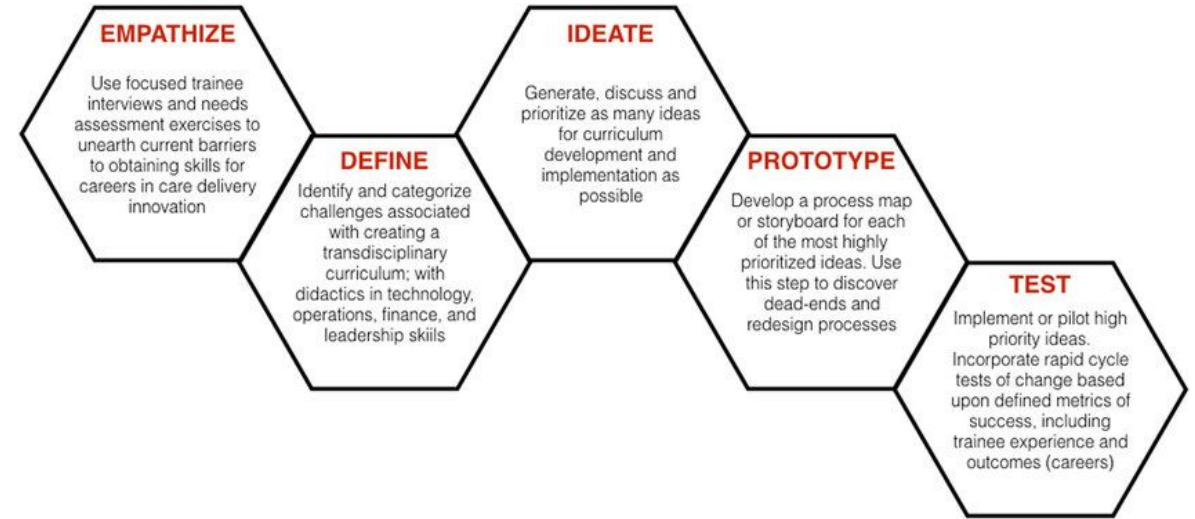 EMPATHIZE
Use focused trainee
interviews and needs
assessment exercises to
unearth current barriers
to obtaining skills for
careers in care delivery
innovation
DEFINE
Identify and categorize
challenges associated
with creating a
transdisciplinary
curriculum; with
didactics in technology,
operations, finance, and
leadership skiils
IDEATE
Generate, discuss and
prioritize as many ideas
for curriculum
development and
implementation as
possible
PROTOTYPE
Develop a process map
or storyboard for each
of the most highly
prioritized ideas. Use
this step to discover
dead-ends and
redesign processes
TEST
Implement or pilot high
priority ideas.
Incorporate rapid cycle
tests of change based
upon defined metrics of
success, including
trainee experience and
outcomes (careers)